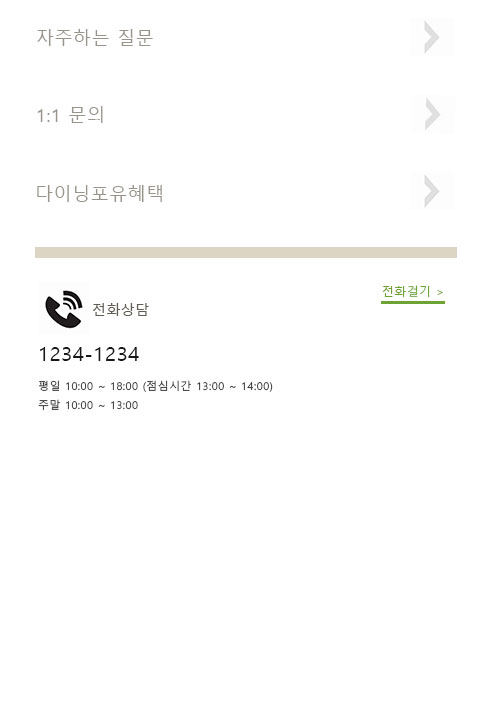 자주하는 질문
1:1 문의
다이닝포유혜택
전화걸기 >
전화상담
1234-1234
평일 10:00 ~ 18:00 (점심시간 13:00 ~ 14:00)
주말 10:00 ~ 13:00